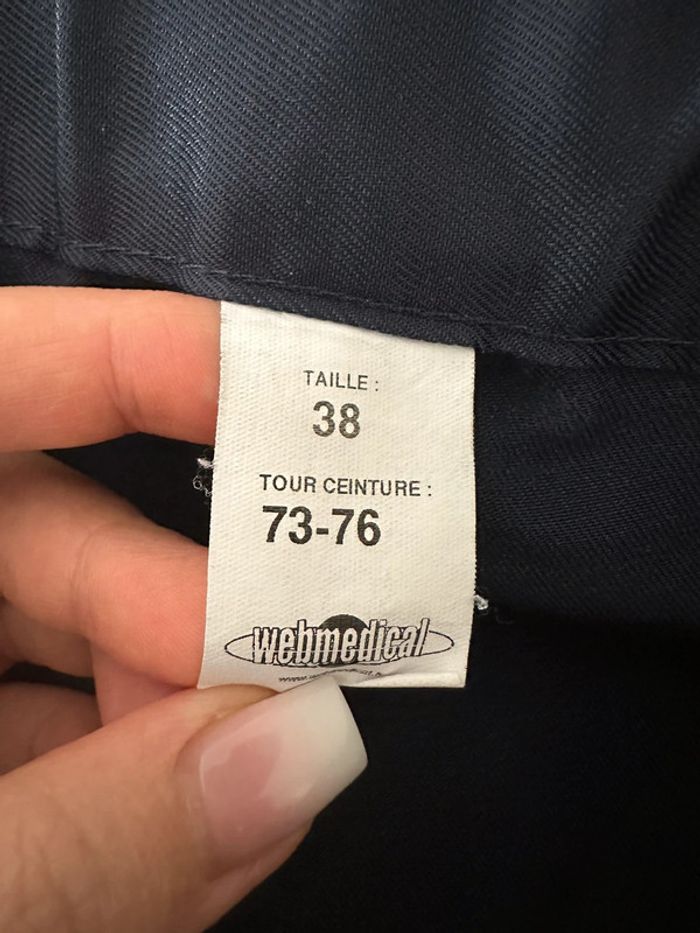 TAILLE :
38
TOUR CEINTURE :
73-76
webmedical